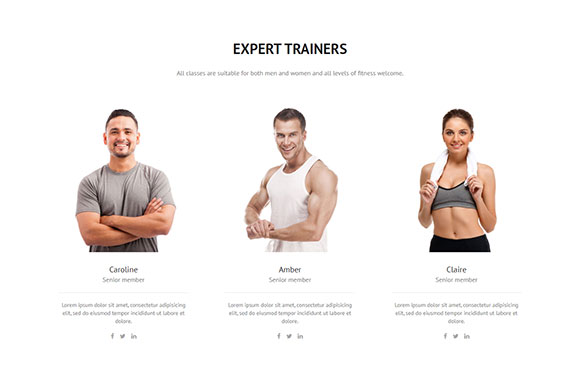 EXPERT TRAINERS
All classes are suitable for both men and women and all levels of fitness welcome.
Caroline
Senior member
Lorem ipsum dolor sit amet, consectetur adipisicing
elit, sed do eiusmod tempor incididunt ut labore et
dolore.
Amber
Senior member
Lorem ipsum dolor sit amet, consectetur adipisicing
elit, sed do eiusmod tempor incididunt ut labore et
dolore.
Claire
Senior member
Lorem ipsum dolor sit amet, consectetur adipisicing
elit, sed do eiusmod tempor incididunt ut labore et
dolore.